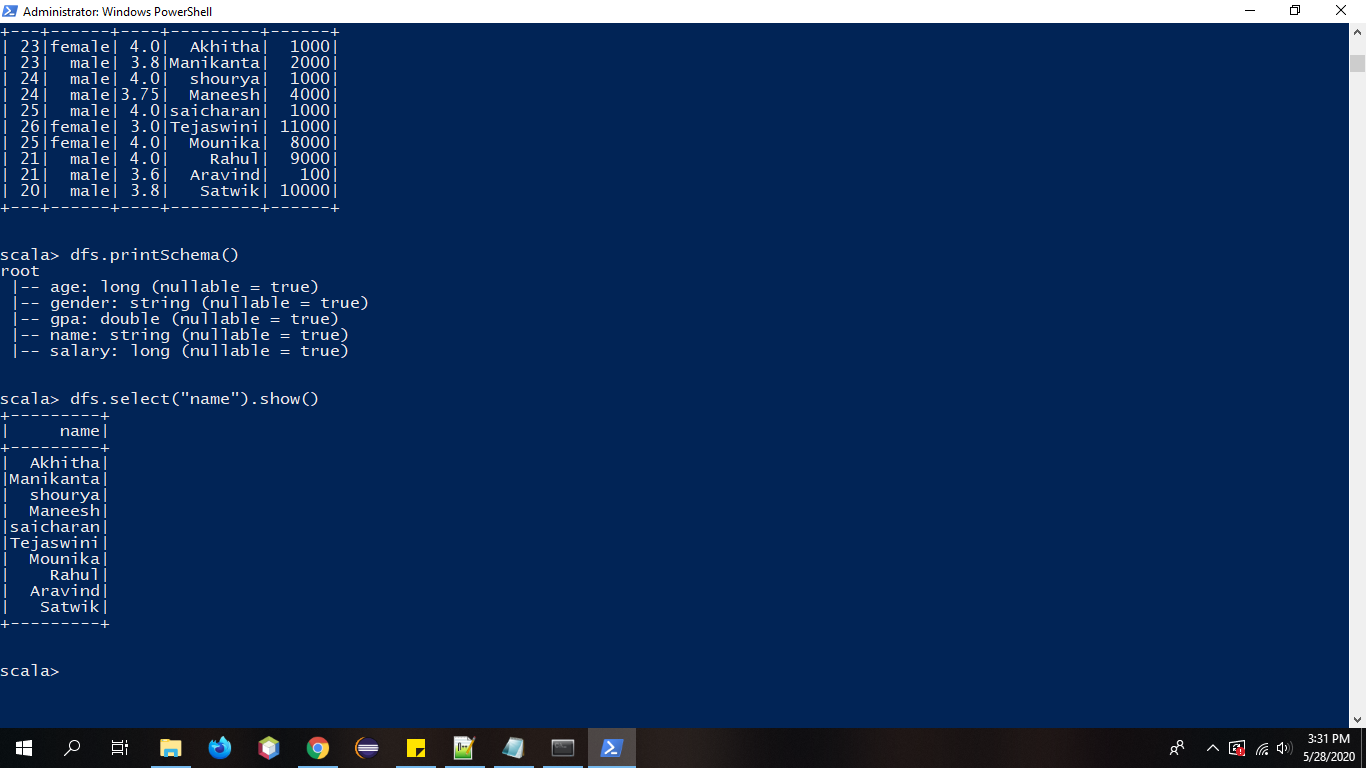 Administrator: Windows PowerShell
+---+------+----+---------+------+
| 23|female| 4.0|  Akhitha|  1000|
| 23|  male| 3.8|Manikanta|  2000|
| 24|  male| 4.0|  shourya|  1000|
| 24|  male|3.75|  Maneesh|  4000|
| 25|  male| 4.0|saicharan|  1000|
| 26|female| 3.0|Tejaswini| 11000|
| 25|female| 4.0|  Mounika|  8000|
| 21|  male| 4.0|    Rahul|  9000|
| 21|  male| 3.6|  Aravind|   100|
| 20|  male| 3.8|   Satwik| 10000|
+---+------+----+---------+------+
scala> dfs.printSchema()
root
 |-- age: long (nullable = true)
 |-- gender: string (nullable = true)
 |-- gpa: double (nullable = true)
 |-- name: string (nullable = true)
 |-- salary: long (nullable = true)
scala> dfs.select("name").show()
+---------+
|     name|
+---------+
|  Akhitha|
|Manikanta|
|  shourya|
|  Maneesh|
|saicharan|
|Tejaswini|
|  Mounika|
|    Rahul|
|  Aravind|
|   Satwik|
+---------+
scala>
3:31 PM
5/28/2020